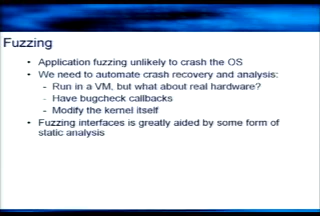 Fuzzing
• Application fuzzing unlikely to crash the OS
• We need to automate crash recovery and analysis:
- Run in a VM, but what about real hardware?
- Have bugcheck callbacks
- Modify the kernel itself
• Fuzzing interfaces is greatly aided by some form of
static analysis